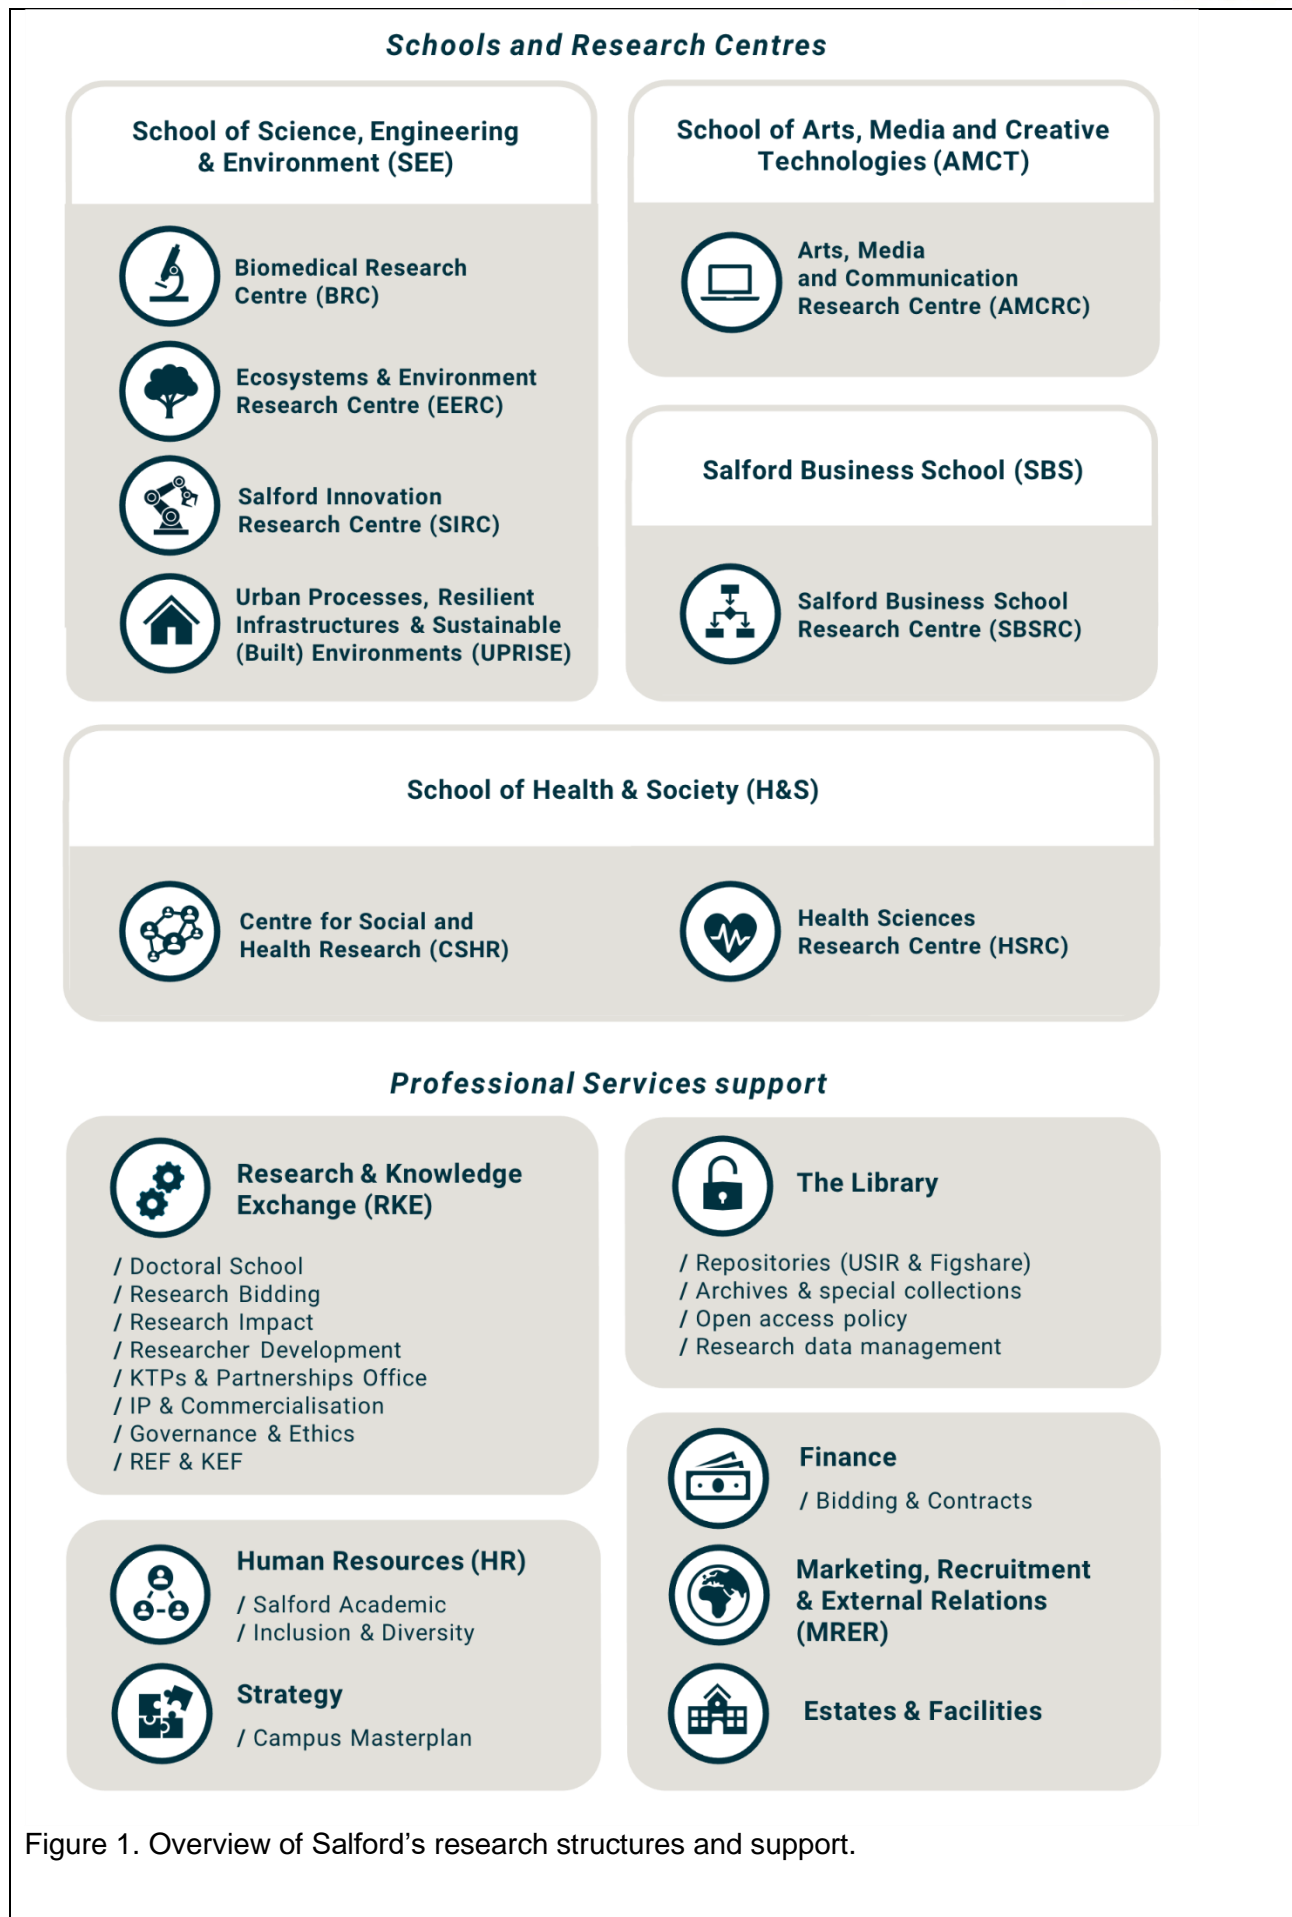 Schools and Research Centres
School of Science, Engineering
& Environment (SEE)
Biomedical Research
Centre (BRC)
Ecosystems & Environment
Research Centre (EERC)
Salford Innovation
Research Centre (SIRC)
Urban Processes, Resilient
Infrastructures & Sustainable
(Built) Environments (UPRISE)
School of Arts, Media and Creative
Technologies (AMCT)
Arts, Media
and Communication
Research Centre (AMCRC)
Salford Business School (SBS)
Salford Business School
Research Centre (SBSRC)
School of Health & Society (H&S)
Centre for Social and
Health Research (CSHR)
Health Sciences
Research Centre (HSRC)
Professional Services support
Research & Knowledge
Exchange (RKE)
/ Doctoral School
/ Research Bidding
/ Research Impact
/ Researcher Development
/ KTPs & Partnerships Office
/ IP & Commercialisation
/ Governance & Ethics
/ REF & KEF
The Library
/ Repositories (USIR & Figshare)
/ Archives & special collections
/ Open access policy
/ Research data management
Human Resources (HR)
/ Salford Academic
/ Inclusion & Diversity
Strategy
/ Campus Masterplan
Finance
/ Bidding & Contracts
Marketing, Recruitment
& External Relations
(MRER)
Estates & Facilities
Figure 1. Overview of Salford’s research structures and support.